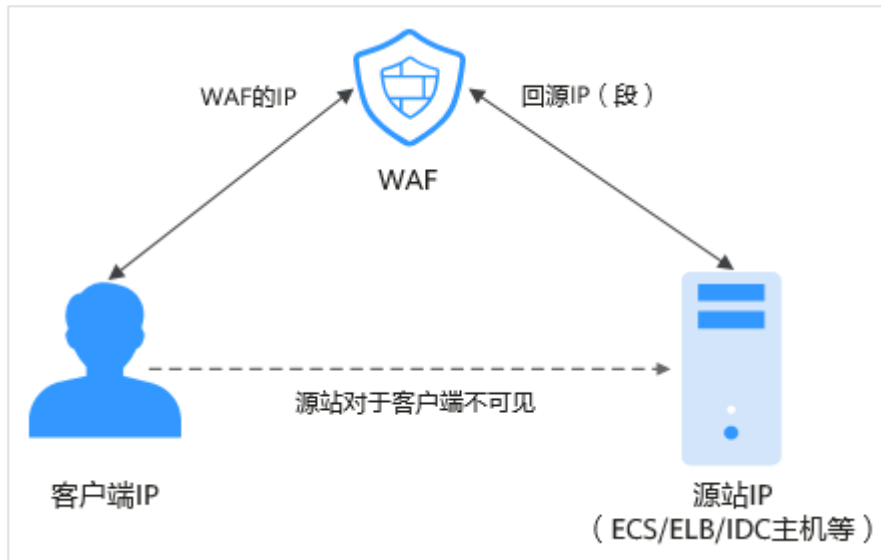 WAF的IP
回源IP（段）
WAF
源站对于客户端不可见
客户端IP
源站IP
（ECS/ELB/IDC主机等）